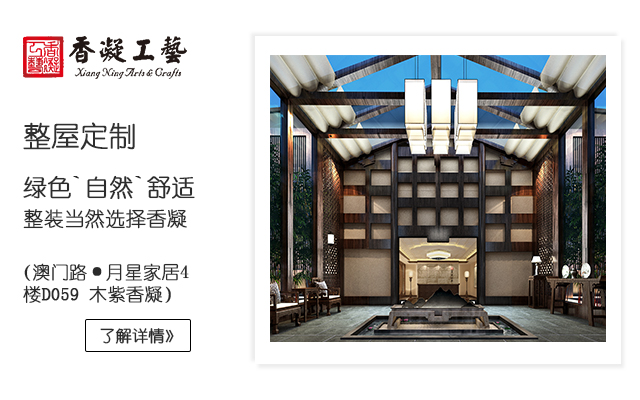 香凝工藝
Xiang Ning Arts & Crafts
整屋定制
绿色`自然`舒适
整装当然选择香凝
(澳门路●月星家居4
楼D059 木紫香凝)
了解详情》